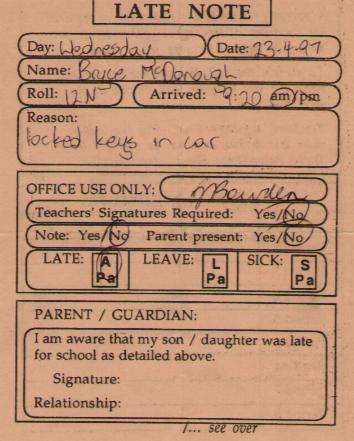 LATE NOTE
Day: Wednesday Date: 23-4-97
Name: Bryce McDonough
Roll: 12N Arrived: 9:20 am/pm
Reason:
locked keys in car
OFFICE USE ONLY: JBowden
Teachers' Signatures Required: Yes/No
Note: Yes/No Parent present: Yes/No
LATE: A Pa LEAVE: L Pa SICK: S Pa
PARENT / GUARDIAN:
I am aware that my son / daughter was late
for school as detailed above.
Signature:
Relationship:
/... see over